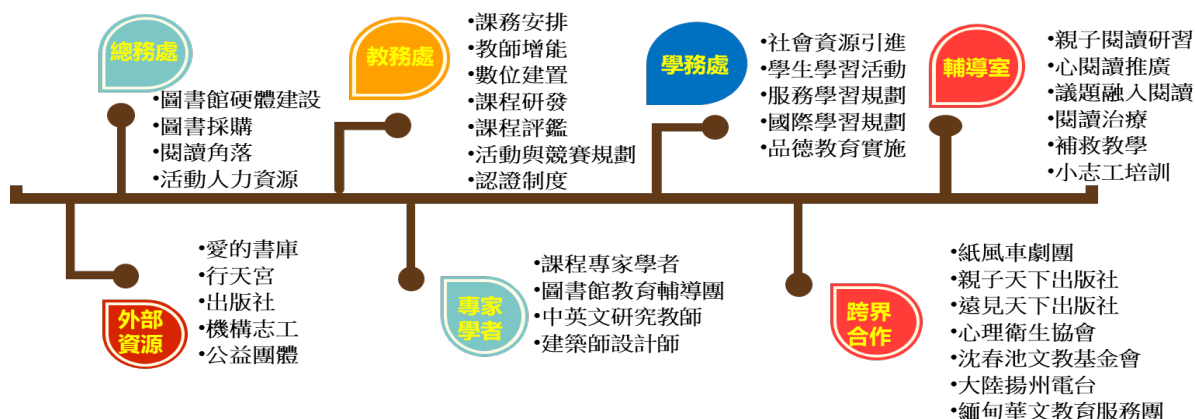 總務處
•圖書館硬體建設
•圖書採購
•閱讀角落
•活動人力資源
教務處
•課務安排
•教師增能
•數位建置
•課程研發
•課程評鑑
•活動與競賽規劃
•認證制度
學務處
•社會資源引進
•學生學習活動
•服務學習規劃
•國際學習規劃
•品德教育實施
輔導室
•親子閱讀研習
•心閱讀推廣
•議題融入閱讀
•閱讀治療
•補救教學
•小志工培訓
外部
資源
•愛的書庫
•行天宮
•出版社
•機構志工
•公益團體
專家
學者
•課程專家學者
•圖書館教育輔導團
•中英文研究教師
•建築師設計師
跨界
合作
•紙風車劇團
•親子天下出版社
•遠見天下出版社
•心理衛生協會
•沈春池文教基金會
•大陸揚州電台
•緬甸華文教育服務團